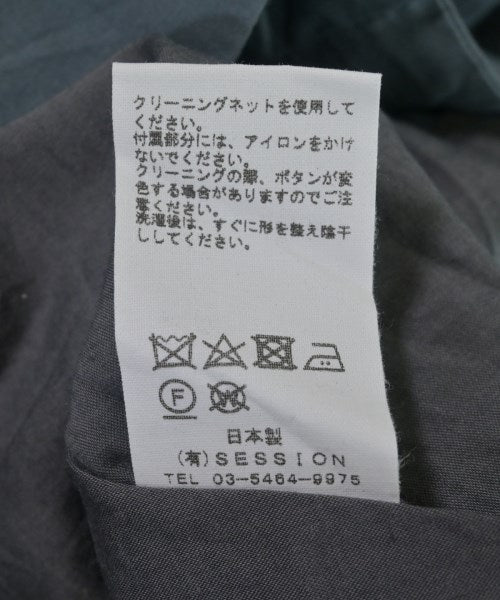 クリーニングネットを使用して
ください。
付属部分には、アイロンをかけ
ないでください。
クリーニングの際、ボタンが変
色する場合がありますのでご注
意ください。
洗濯後は、すぐに形を整え陰干
ししてください。
F
W
日本製
(有)SESSION
TEL 03-5464-9975